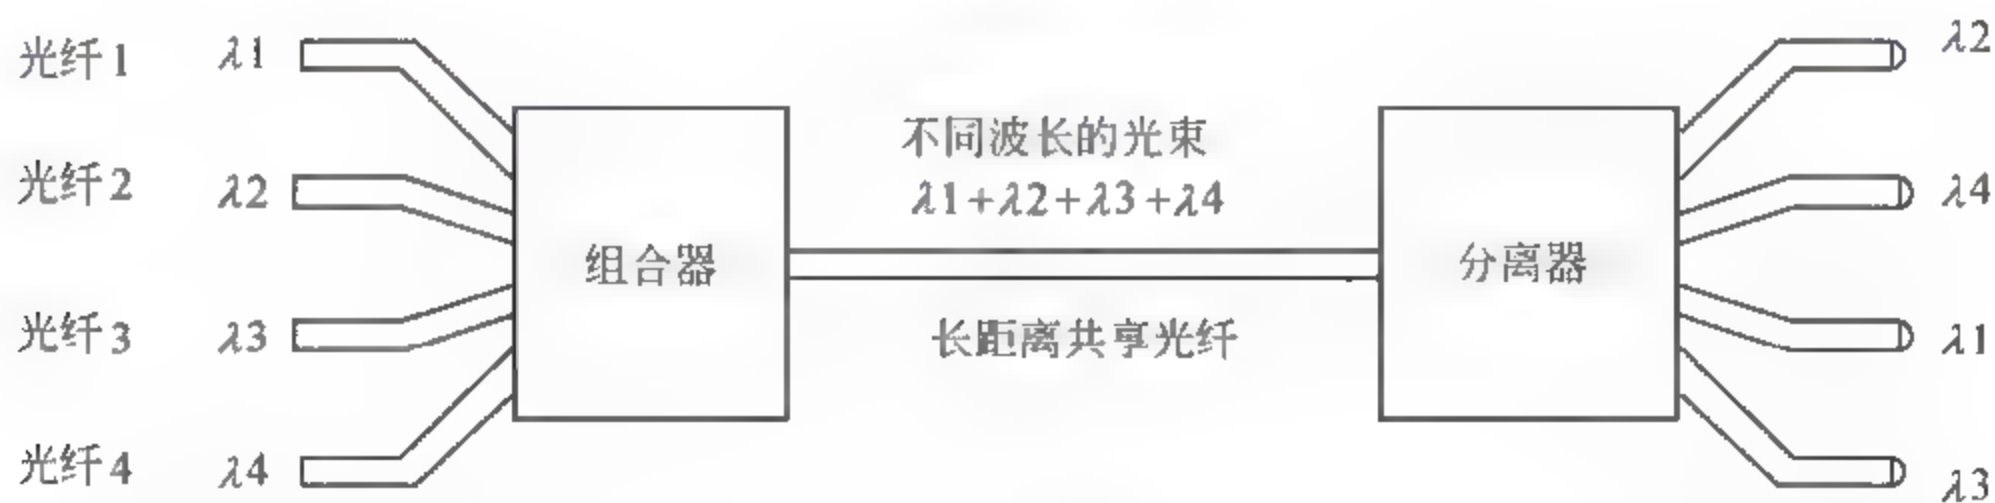 光纤1 λ1
光纤2 λ2
光纤3 λ3
光纤4 λ4
组合器
不同波长的光束
λ1+λ2+λ3+λ4
长距离共享光纤
分离器
λ2
λ4
λ1
λ3